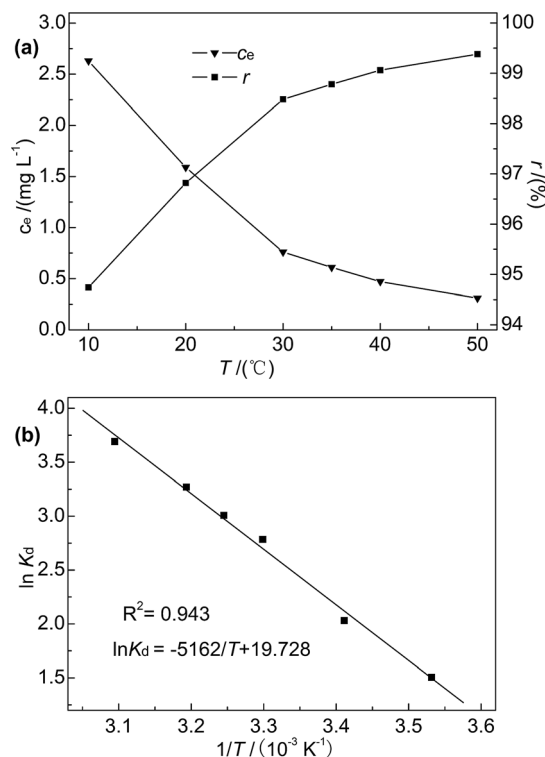 (a)
cₑ
r
3.0
2.5
2.0
1.5
1.0
0.5
0.0
cₑ /(mg L⁻¹)
100
99
98
97
96
95
94
r /(%)
10 20 30 40 50
T /(℃)
(b)
4.0
3.5
3.0
2.5
2.0
1.5
ln K_d
R² = 0.943
lnK_d = -5162/T+19.728
3.1 3.2 3.3 3.4 3.5 3.6
1/T / (10⁻³ K⁻¹)